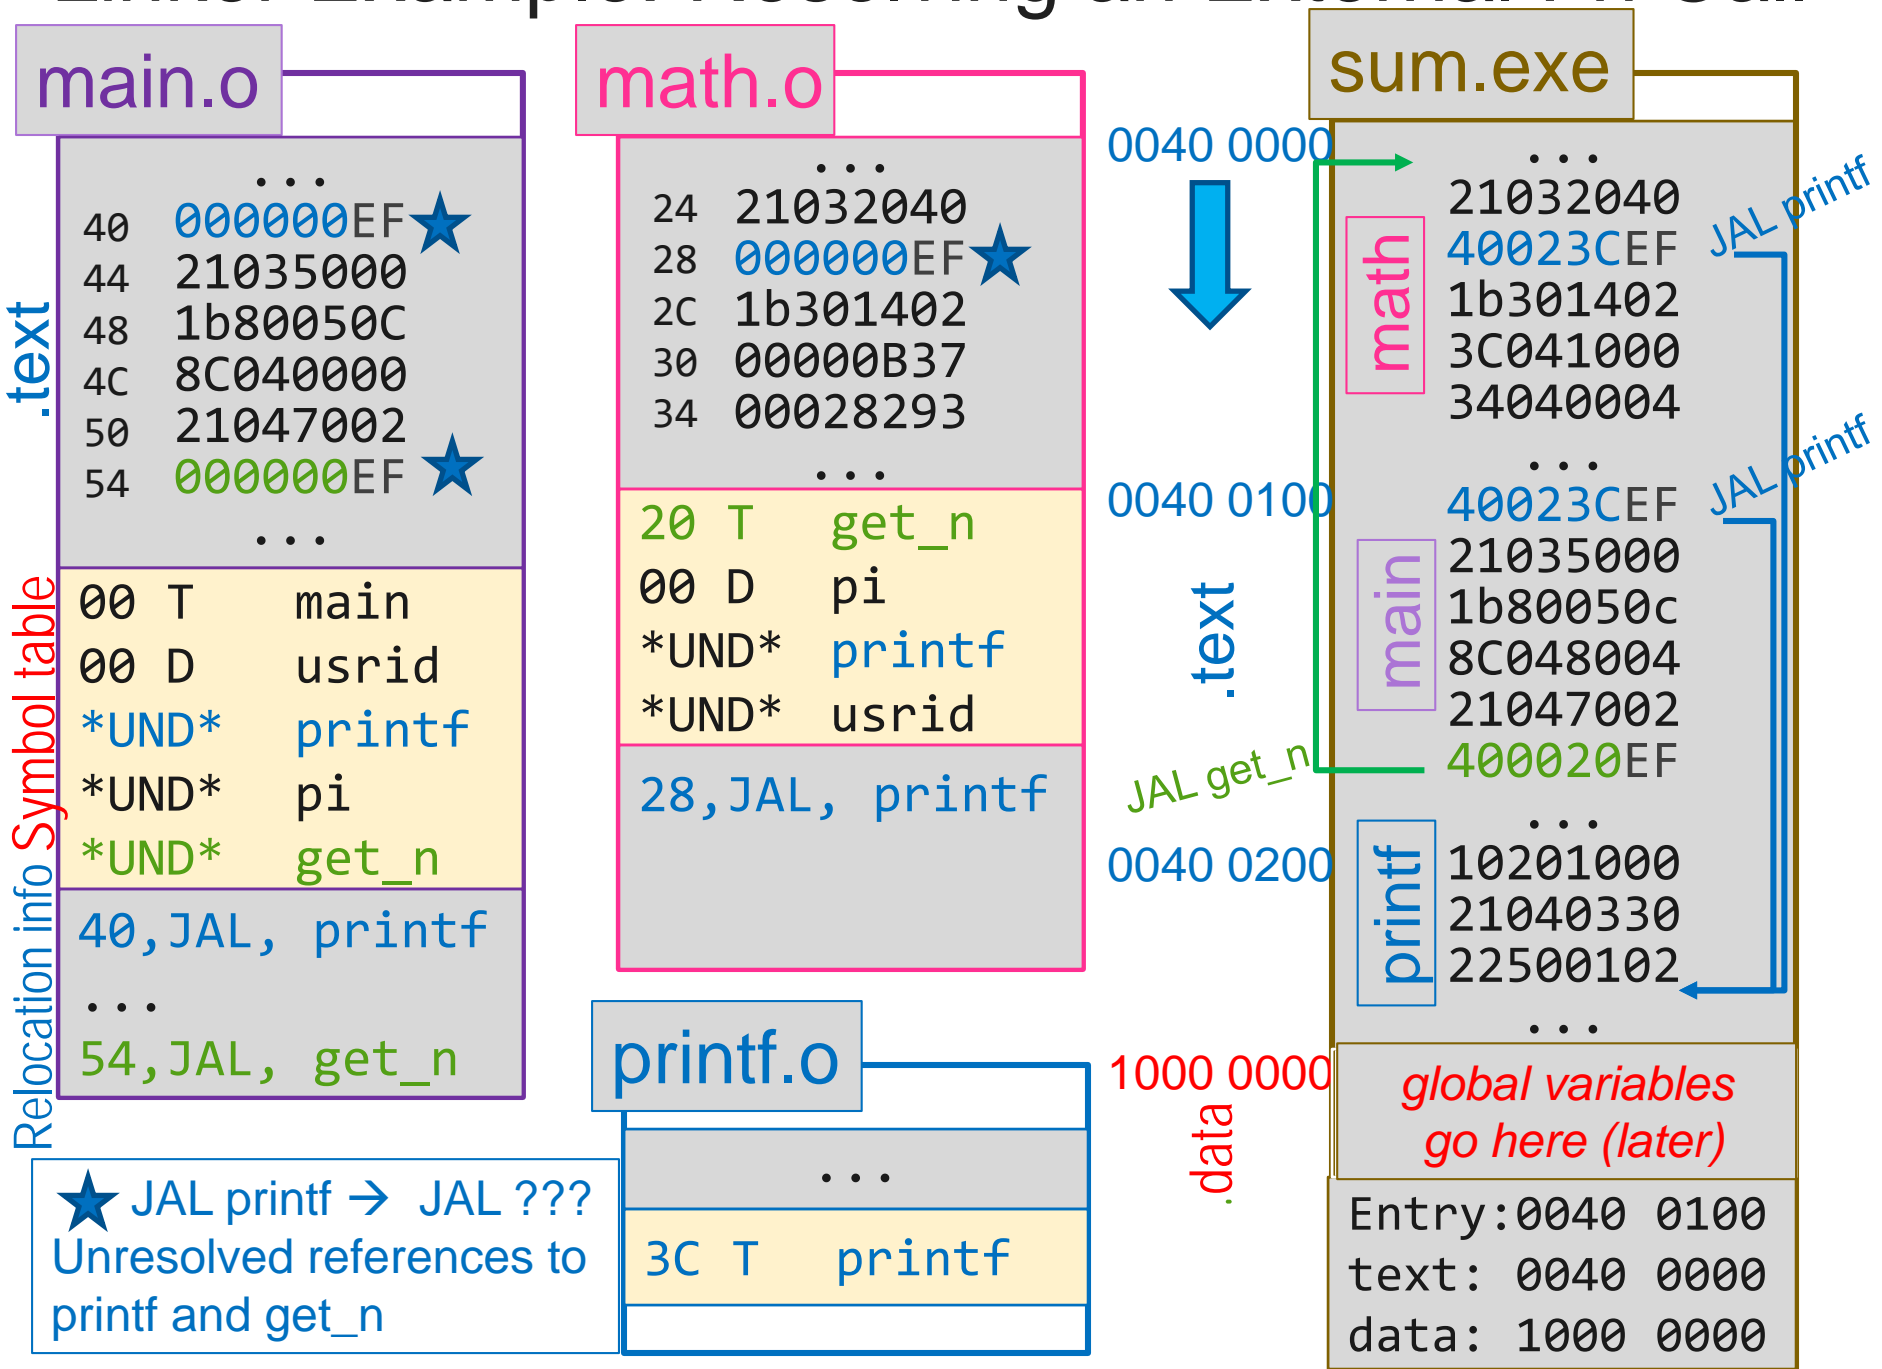 main.o
.text
...
40 000000EF
44 21035000
48 1b80050C
4C 8C040000
50 21047002
54 000000EF
...
Symbol table
00 T main
00 D usrid
*UND* printf
*UND* pi
*UND* get_n
Relocation info
40,JAL, printf
...
54,JAL, get_n
JAL printf → JAL ???
Unresolved references to
printf and get_n
math.o
...
24 21032040
28 000000EF
2C 1b301402
30 00000B37
34 00028293
...
20 T get_n
00 D pi
*UND* printf
*UND* usrid
28,JAL, printf
printf.o
...
3C T printf
sum.exe
0040 0000
.text
math
...
21032040
40023CEF
1b301402
3C041000
34040004
...
JAL printf
0040 0100
main
40023CEF
21035000
1b80050c
8C048004
21047002
400020EF
...
JAL printf
JAL get_n
0040 0200
printf
10201000
21040330
22500102
...
1000 0000
.data
global variables
go here (later)
Entry:0040 0100
text: 0040 0000
data: 1000 0000